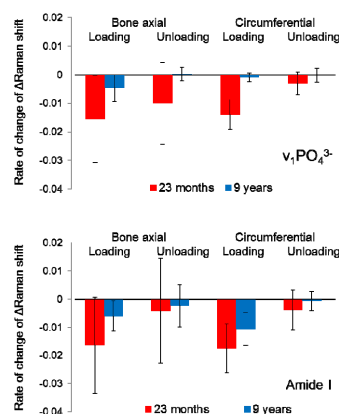 Bone axial Circumferential
Loading Unloading Loading Unloading
Rate of change of ΔRaman shift
0.02
0.01
0
-0.01
-0.02
-0.03
-0.04
v₁PO₄³⁻
23 months 9 years
Bone axial Circumferential
Loading Unloading Loading Unloading
Rate of change of ΔRaman shift
0.02
0.01
0
-0.01
-0.02
-0.03
-0.04
Amide I
23 months 9 years